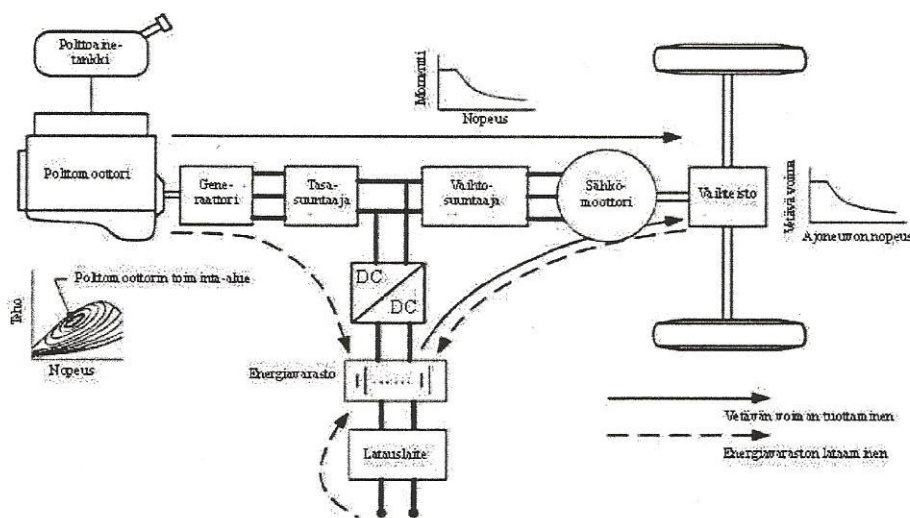 Polttoaine-
tankki
Momentti
Nopeus
Polttomoottori
Gene-
raattori
Tasa-
suuntaaja
Vaihto-
suuntaaja
Sähkö-
moottori
Vaihteisto
Vetävä voima
Ajoneuvon nopeus
DC
DC
Polttomoottorin toiminta-alue
Teho
Nopeus
Energiavarasto
Latauslaite
Vetävän voiman tuottaminen
Energiavaraston lataaminen